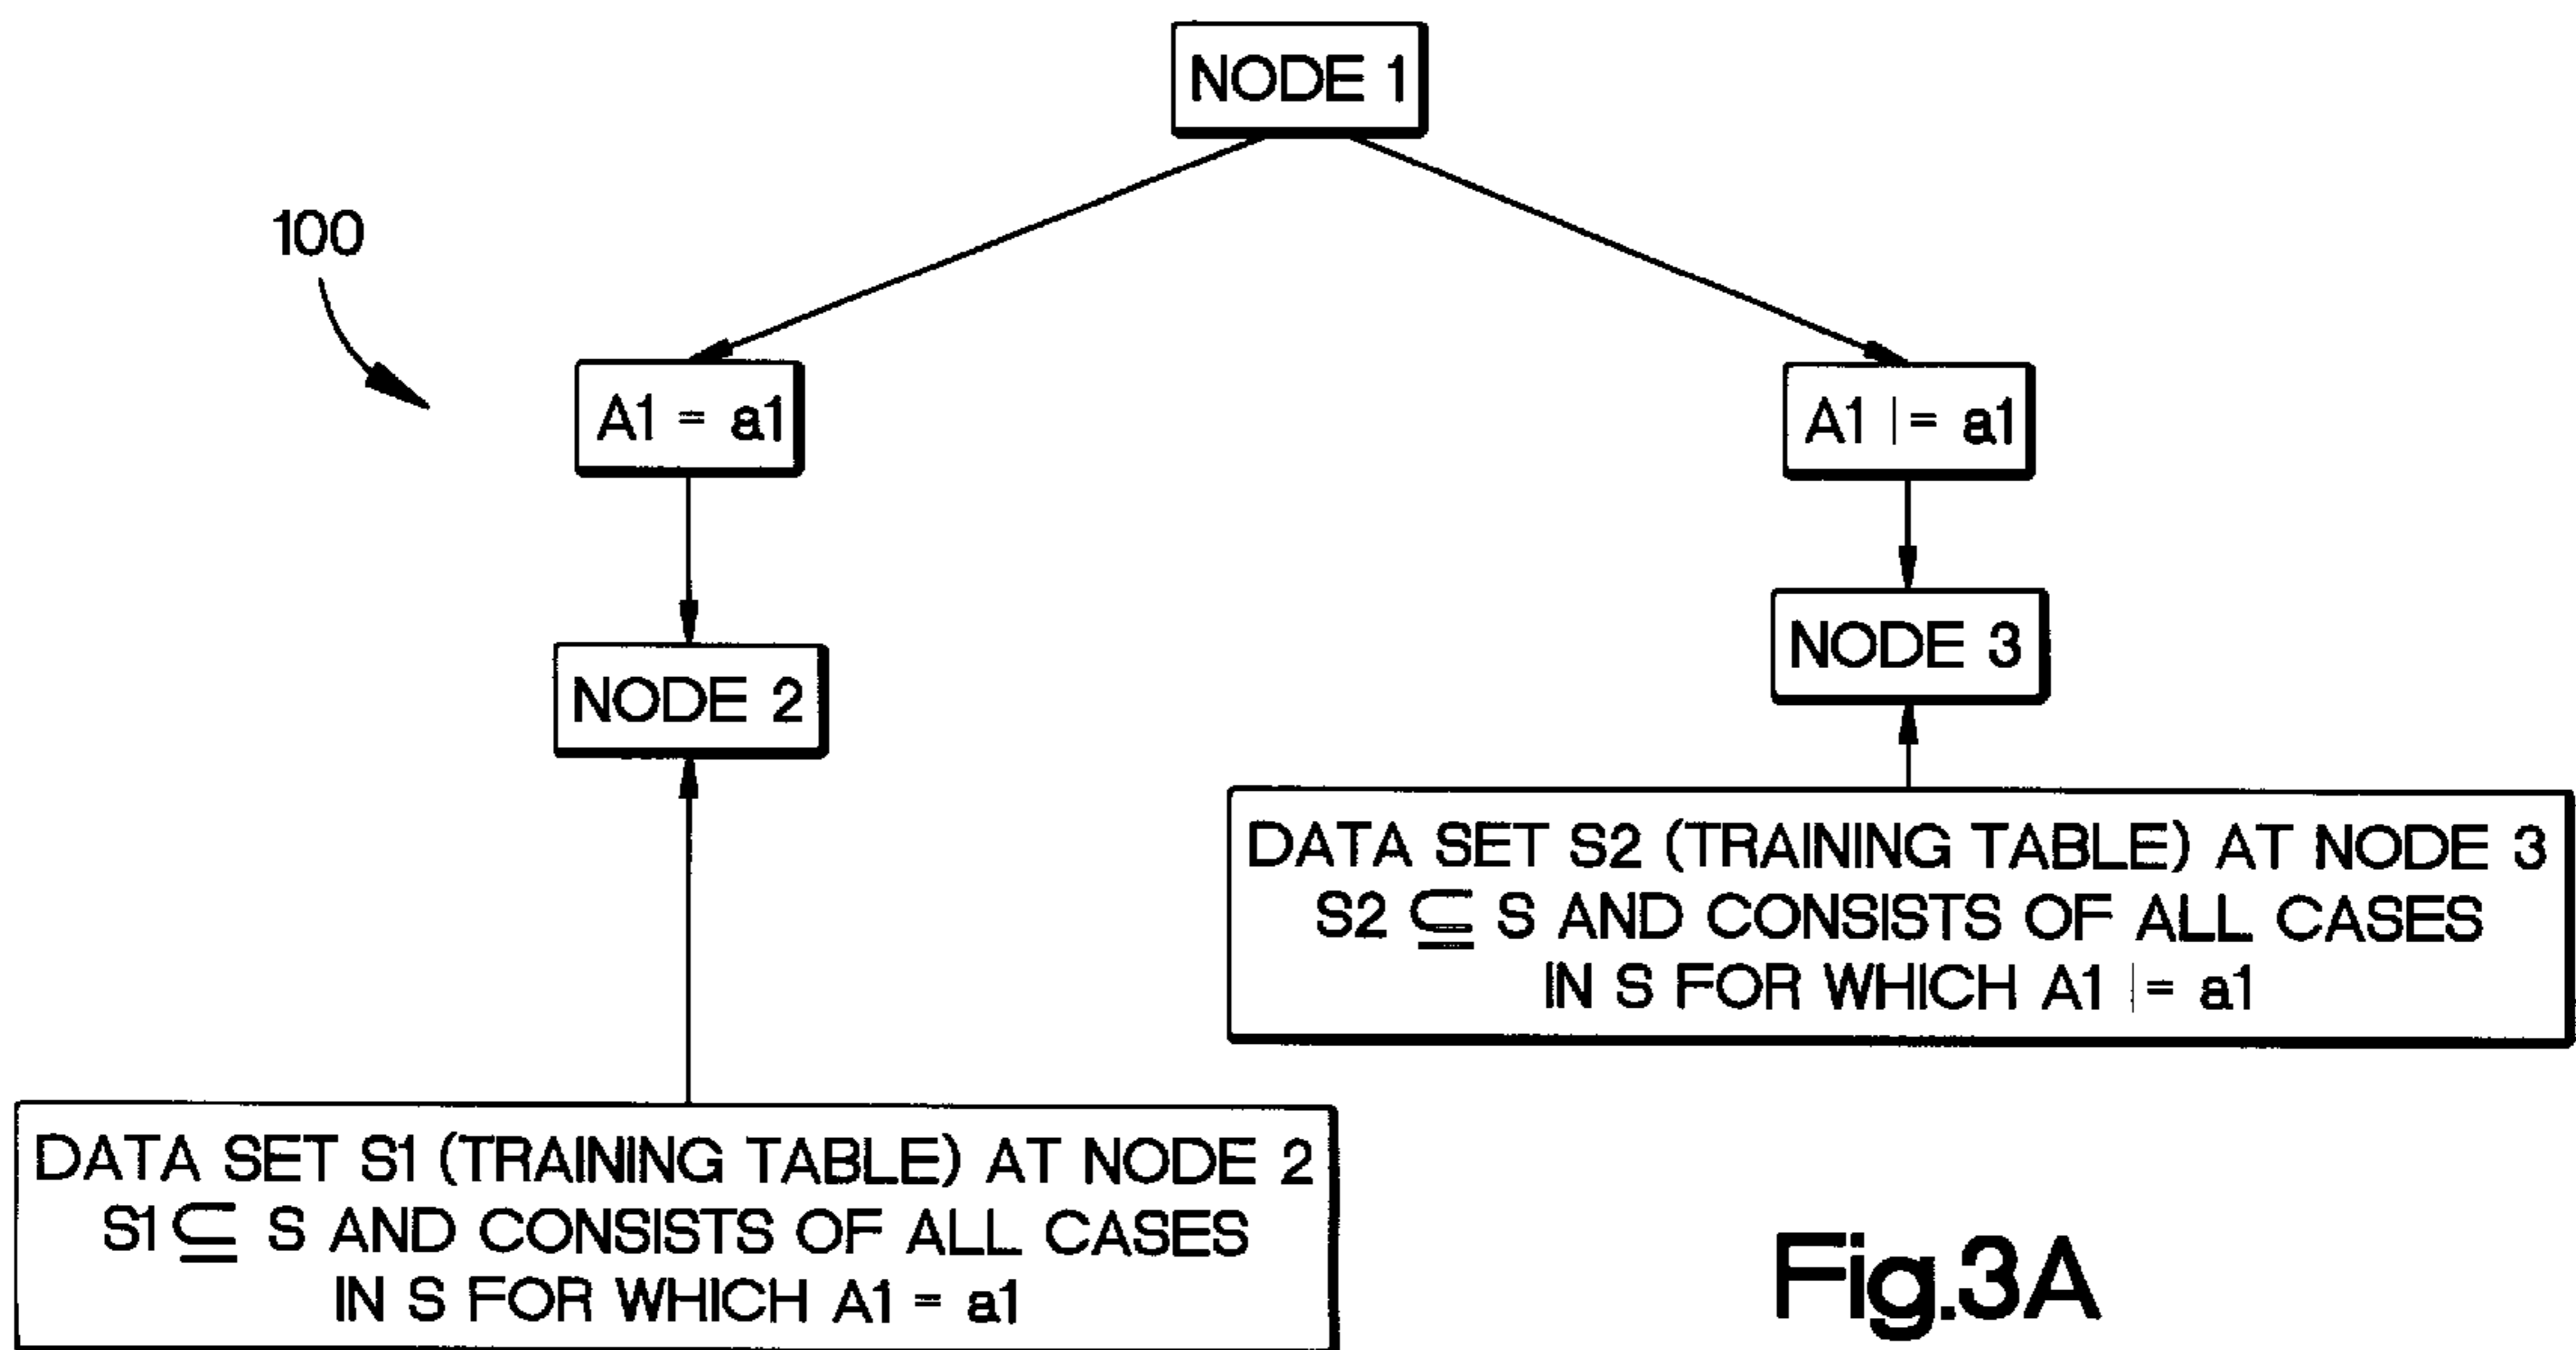 NODE 1
100
A1 = a1
A1 |= a1
NODE 2
NODE 3
DATA SET S2 (TRAINING TABLE) AT NODE 3
S2 ⊆ S AND CONSISTS OF ALL CASES
IN S FOR WHICH A1 |= a1
DATA SET S1 (TRAINING TABLE) AT NODE 2
S1 ⊆ S AND CONSISTS OF ALL CASES
IN S FOR WHICH A1 = a1
Fig.3A